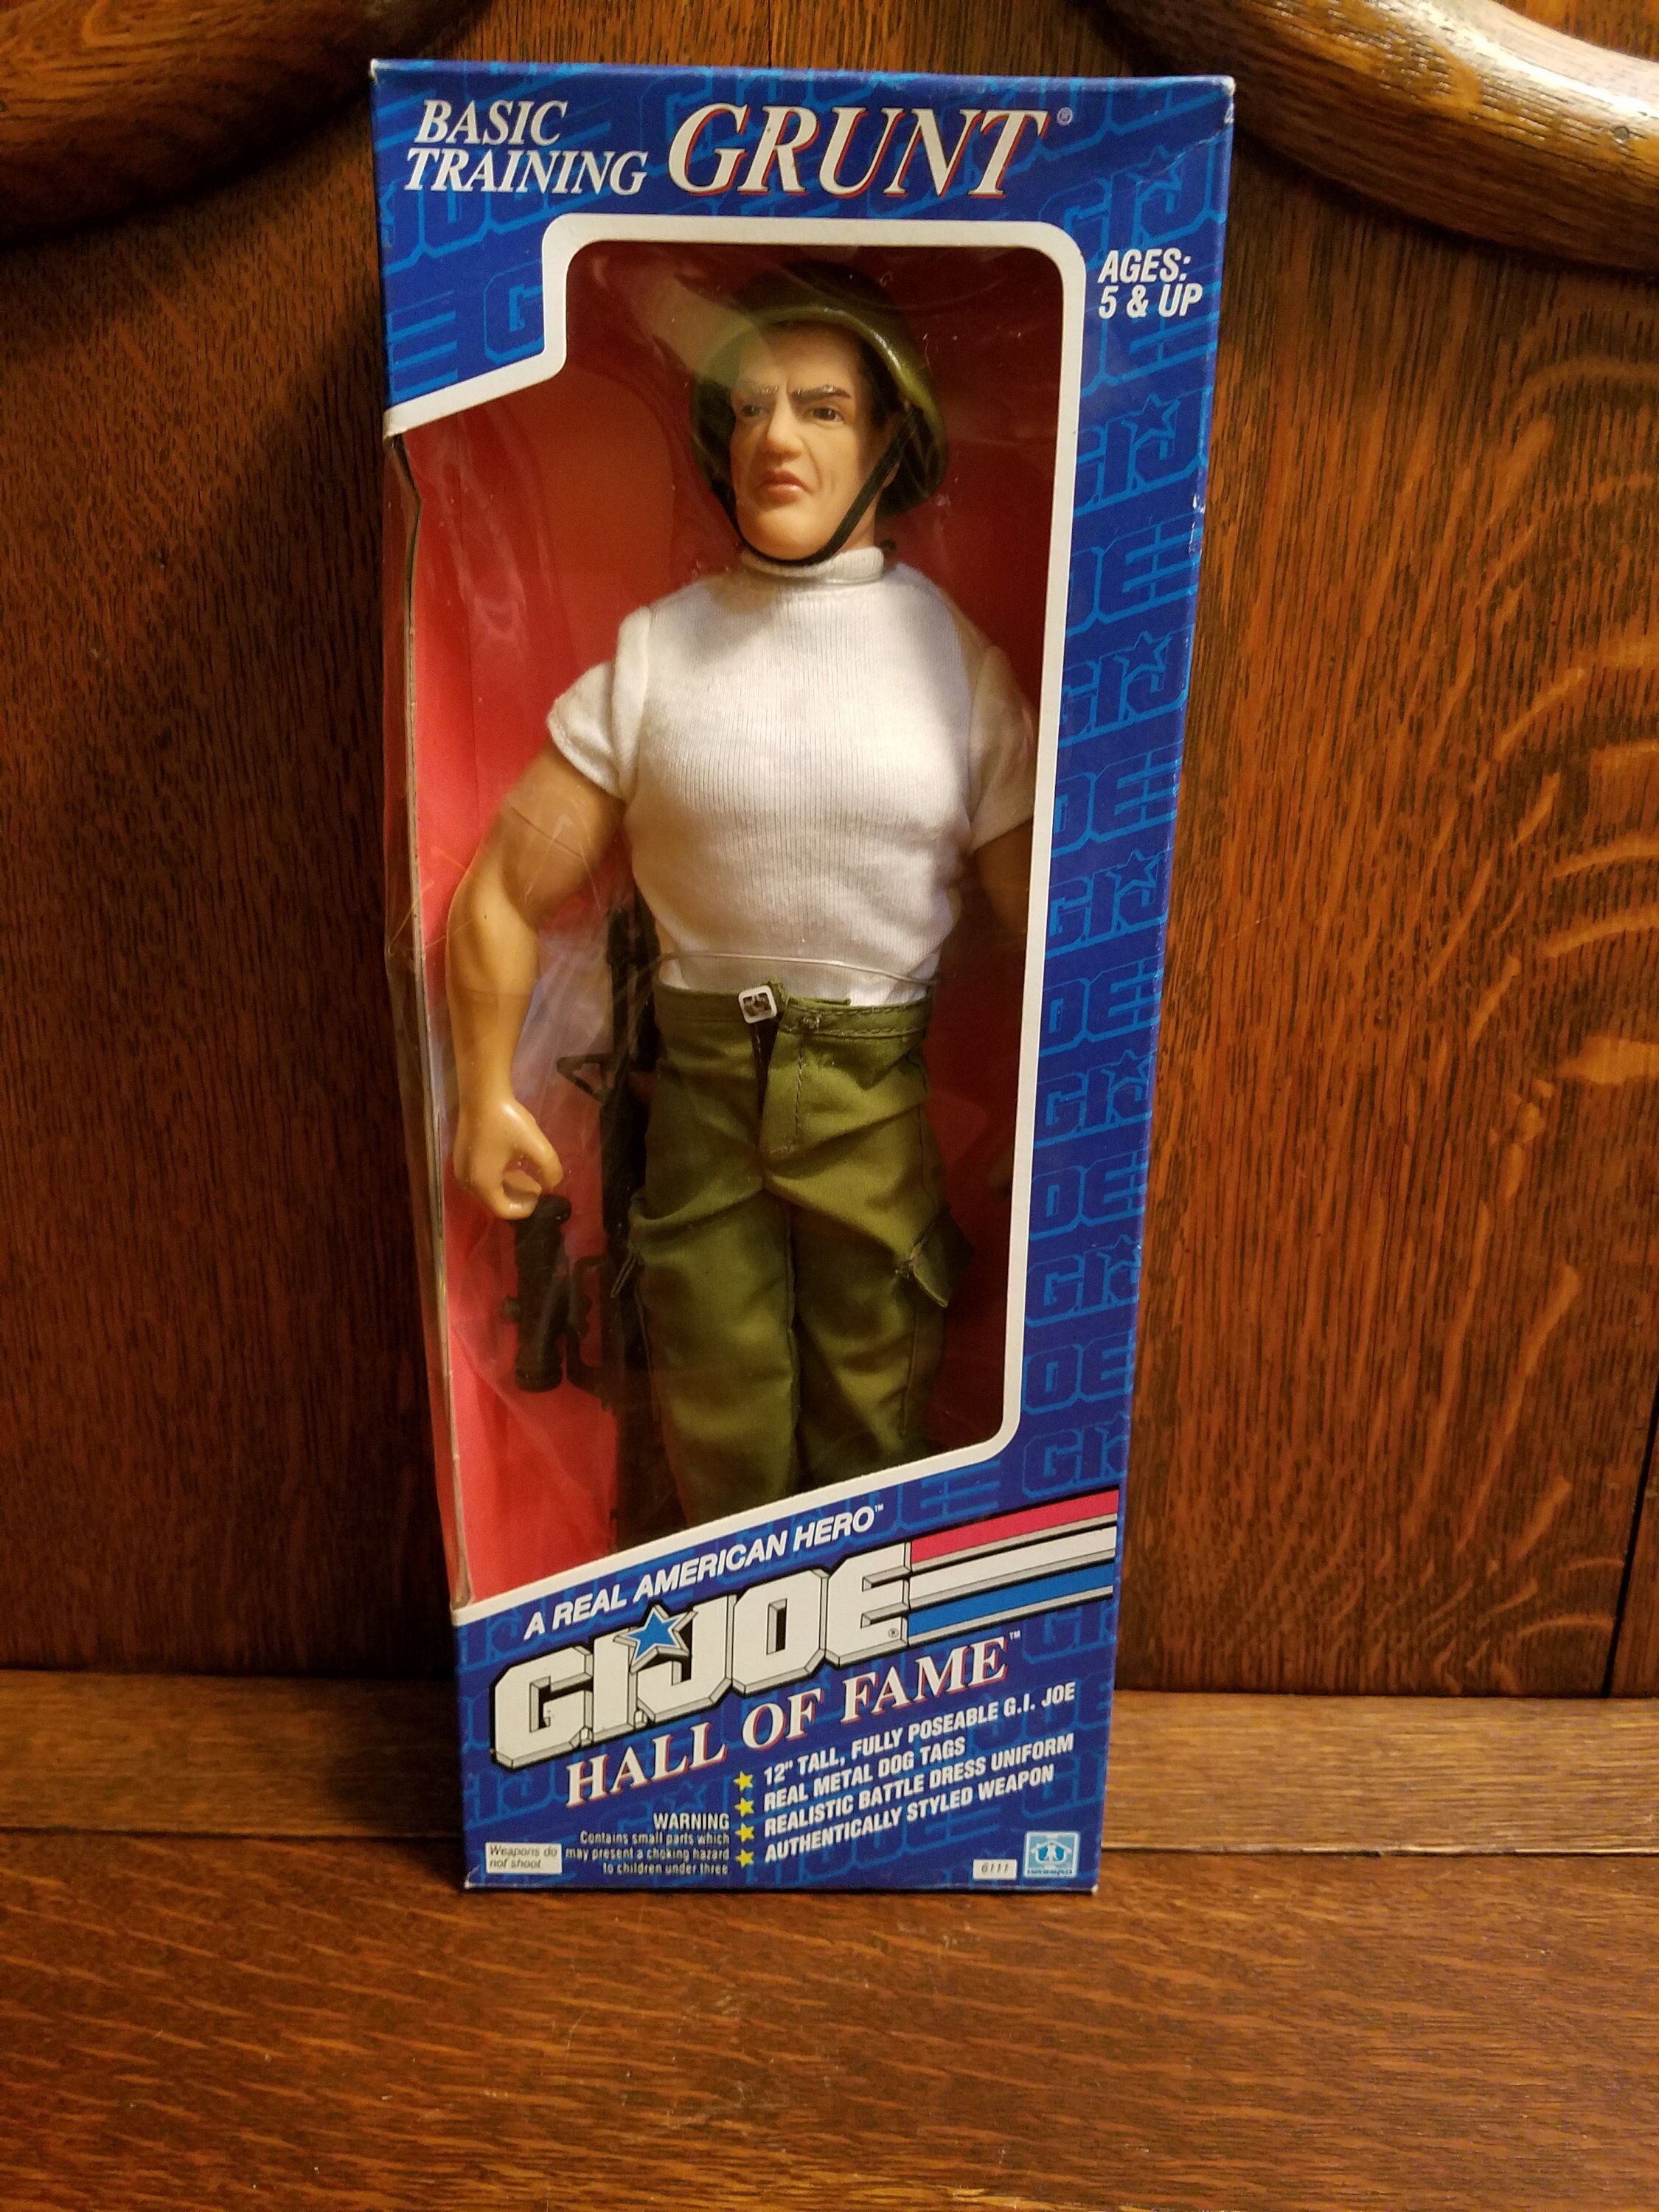 BASIC
TRAINING
GRUNT®
AGES:
5 & UP
A REAL AMERICAN HERO™
G.I. JOE®
HALL OF FAME™
12" TALL, FULLY POSEABLE G.I. JOE
REAL METAL DOG TAGS
REALISTIC BATTLE DRESS UNIFORM
AUTHENTICALLY STYLED WEAPON
WARNING
Contains small parts which
may present a choking hazard
to children under three
Weapons do
not shoot
6111
HASBRO